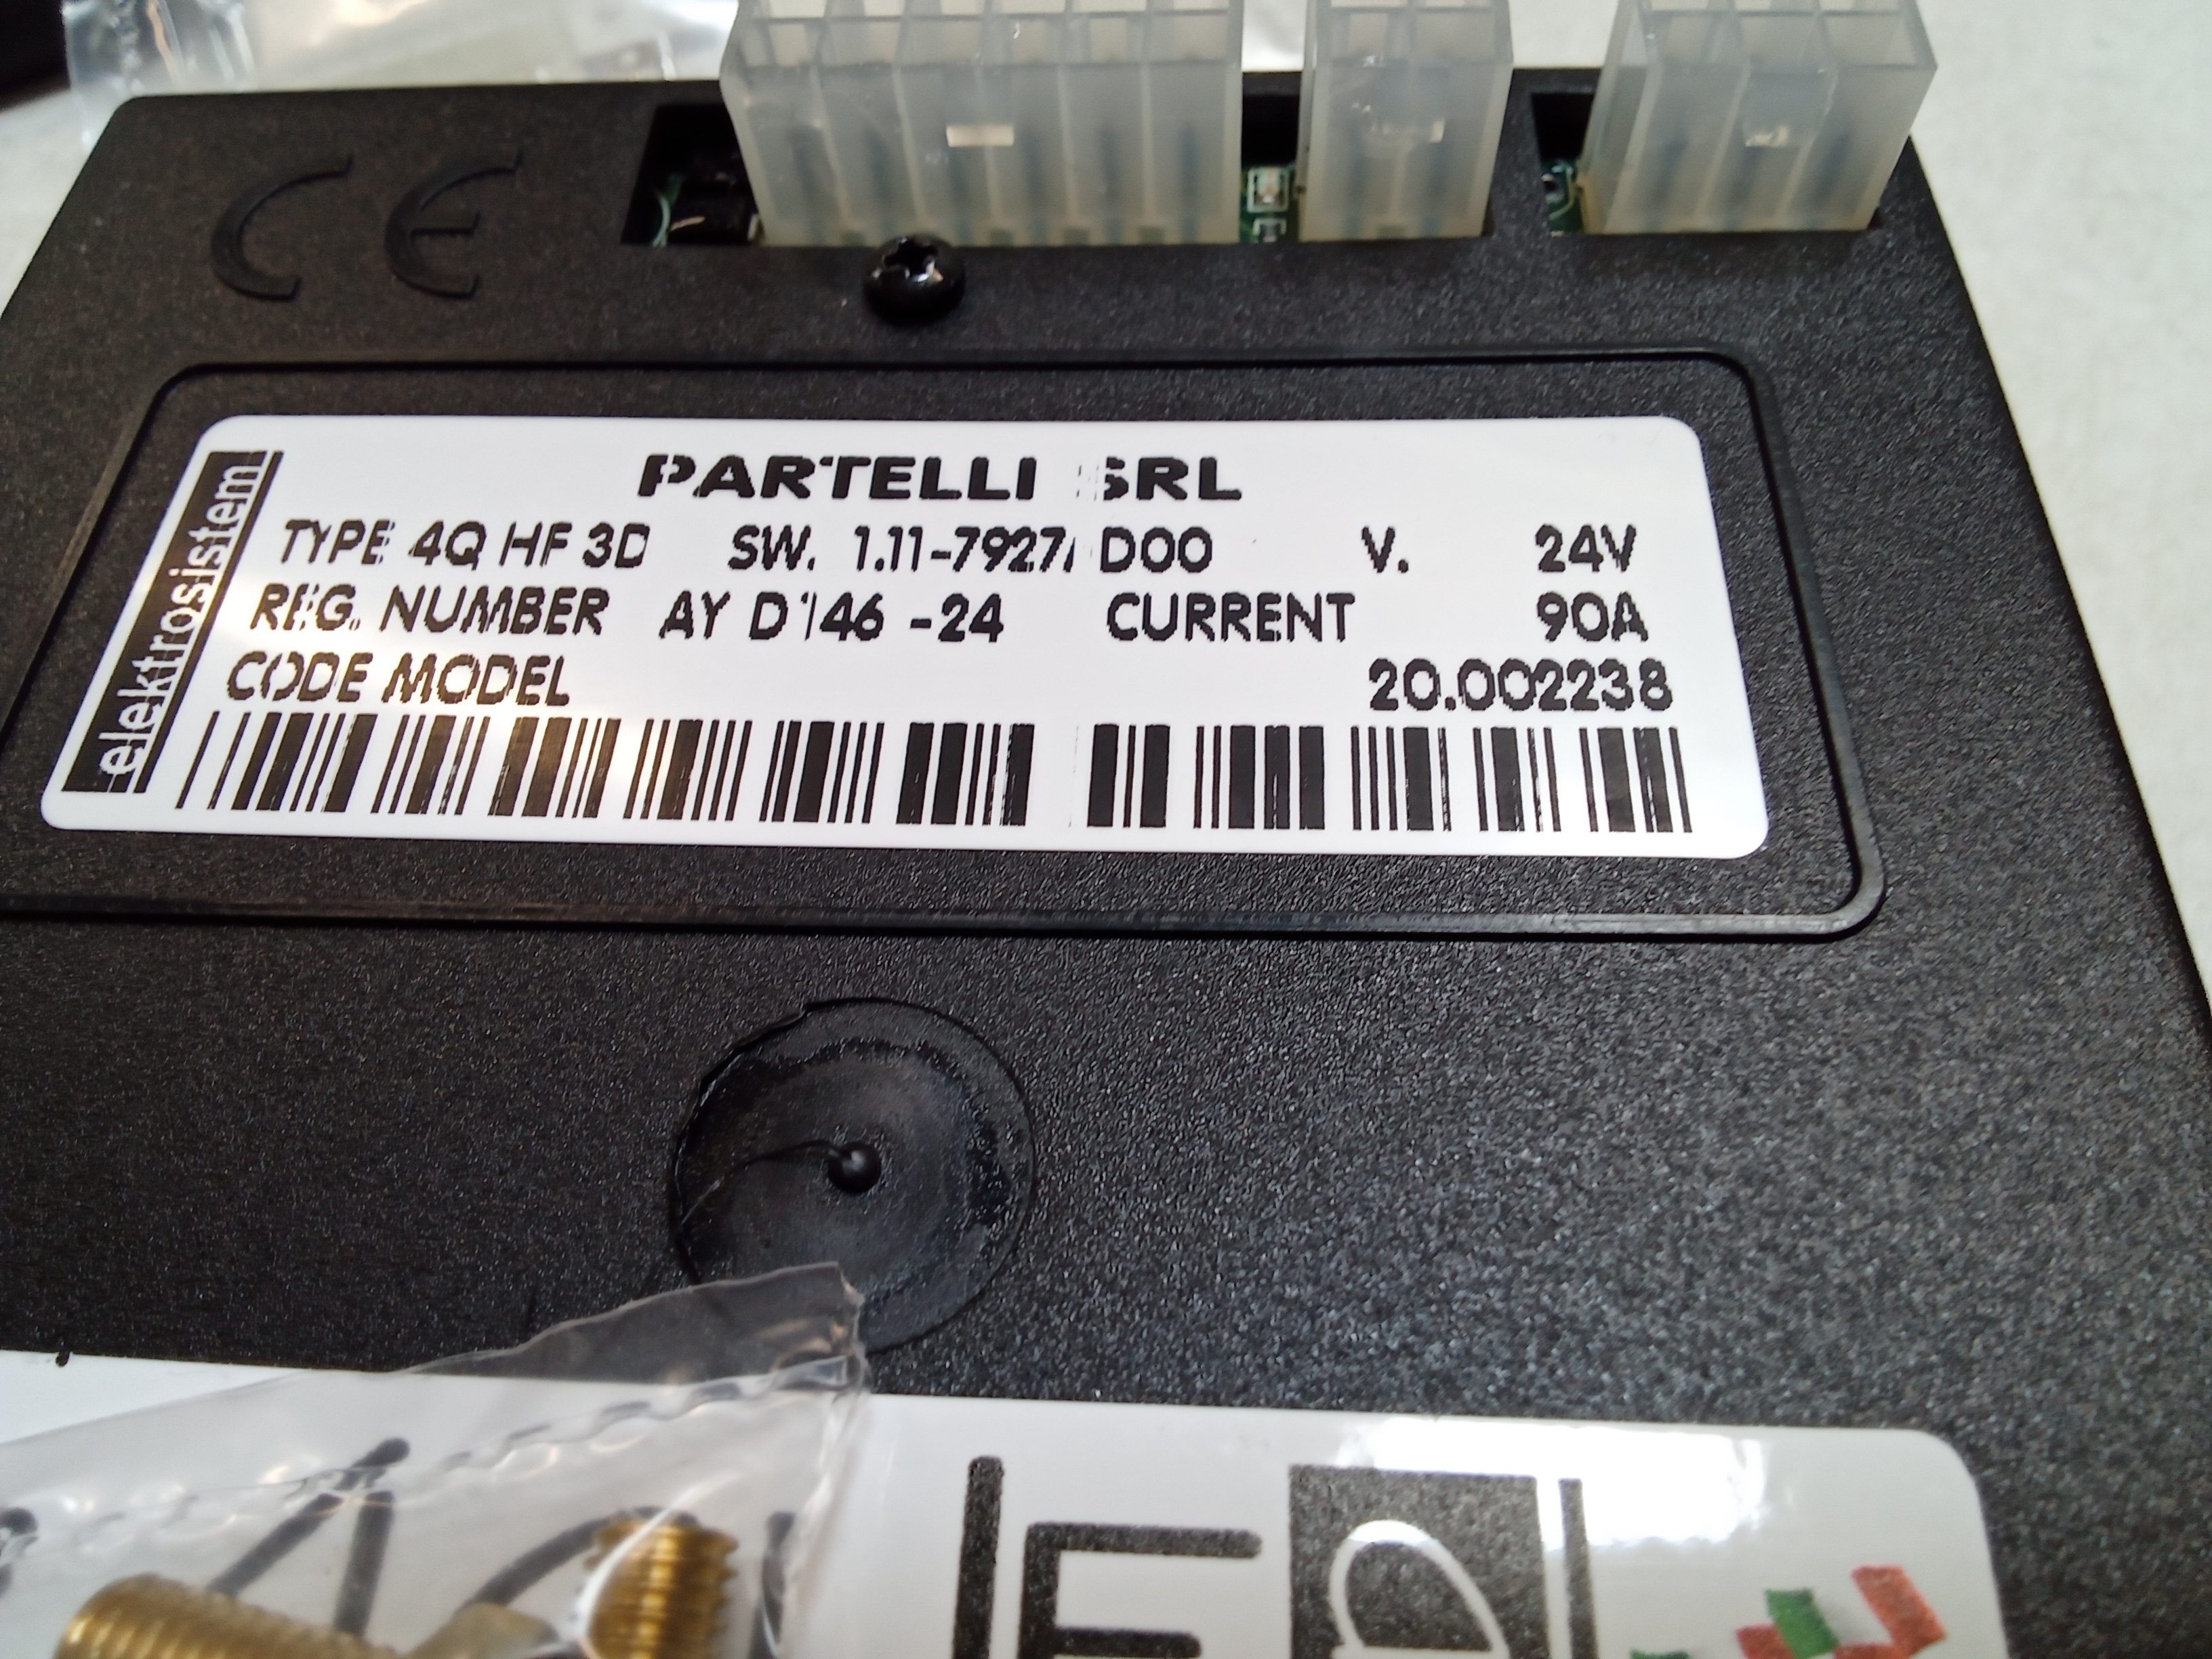 CE
elektrosistem
PARTELLI SRL
TYPE 4Q HF 3D SW. 1.11-7927/D00 V. 24V
REG. NUMBER AY D146 -24 CURRENT 90A
CODE MODEL 20.002238